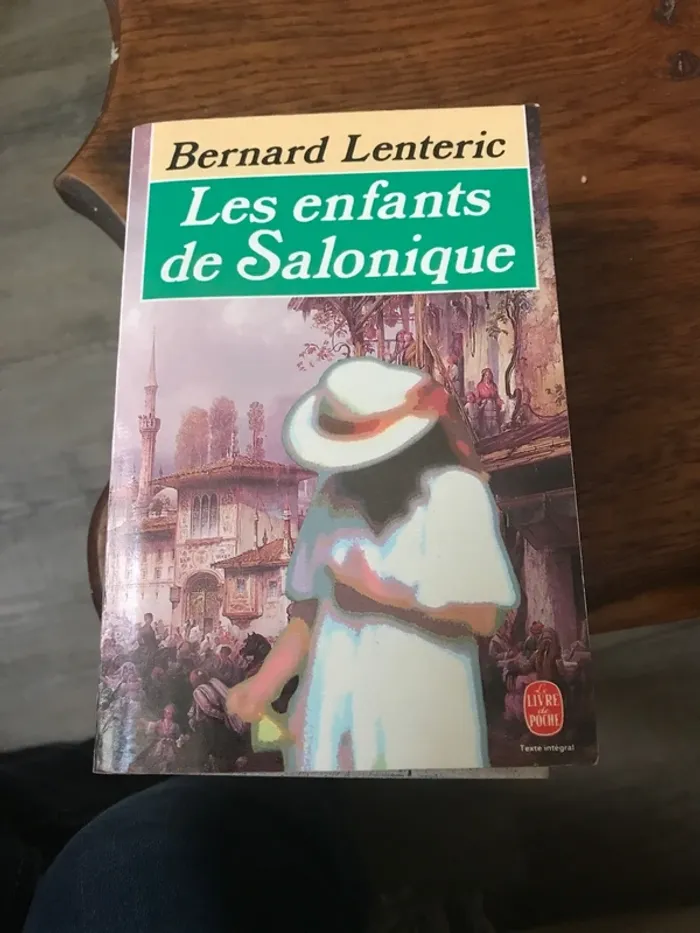 Bernard Lenteric
Les enfants
de Salonique
Le
LIVRE
de
POCHE
Texte intégral